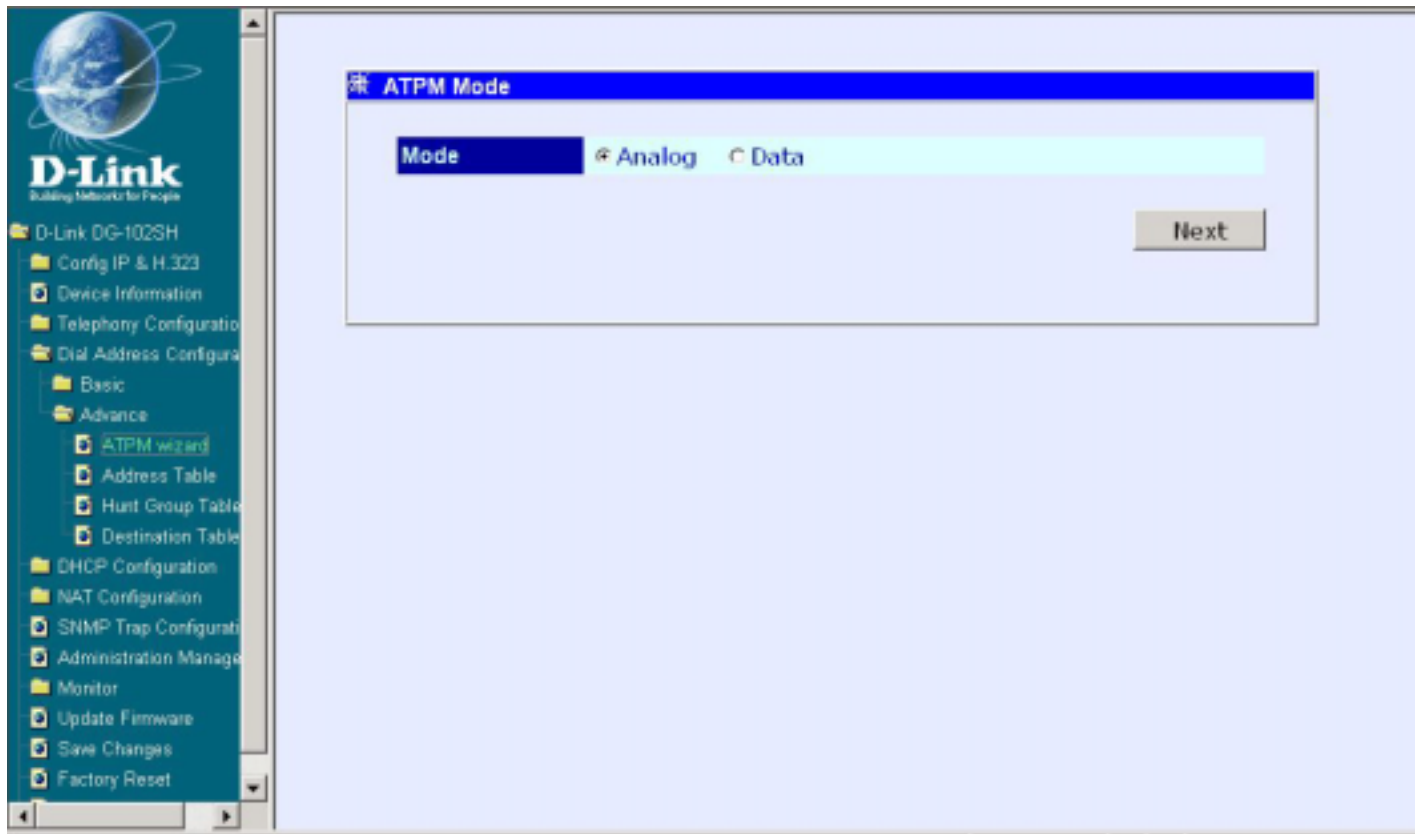 D-Link
Building Networks for People
D-Link DG-102SH
Config IP & H.323
Device Information
Telephony Configuratio
Dial Address Configura
Basic
Advance
ATPM wizard
Address Table
Hunt Group Table
Destination Table
DHCP Configuration
NAT Configuration
SNMP Trap Configurati
Administration Manage
Monitor
Update Firmware
Save Changes
Factory Reset
ATPM Mode
Mode Analog Data
Next